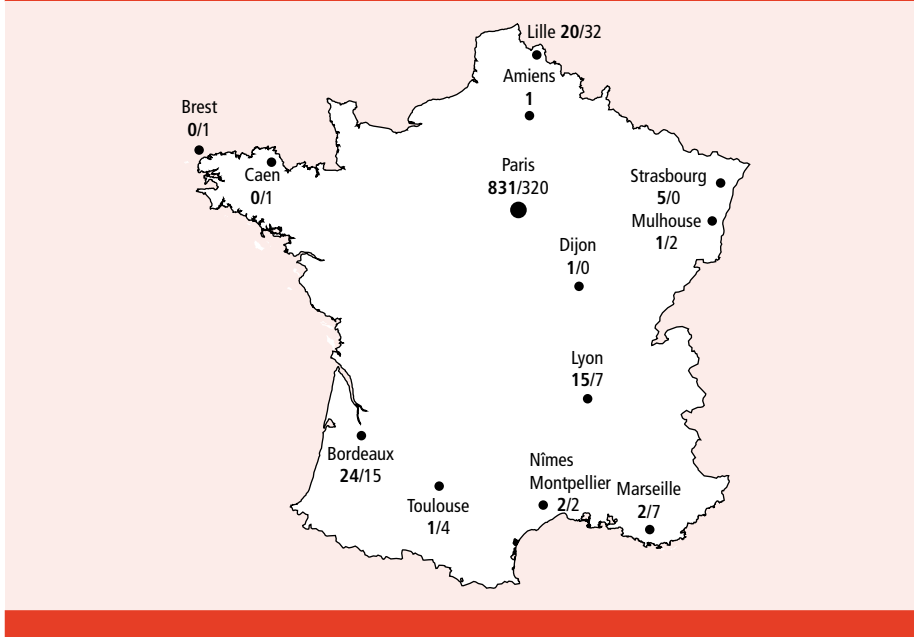 Lille 20/32
Amiens
1
Brest
0/1
Caen
0/1
Paris
831/320
Strasbourg
5/0
Mulhouse
1/2
Dijon
1/0
Lyon
15/7
Bordeaux
24/15
Toulouse
1/4
Nîmes
Montpellier
2/2
Marseille
2/7